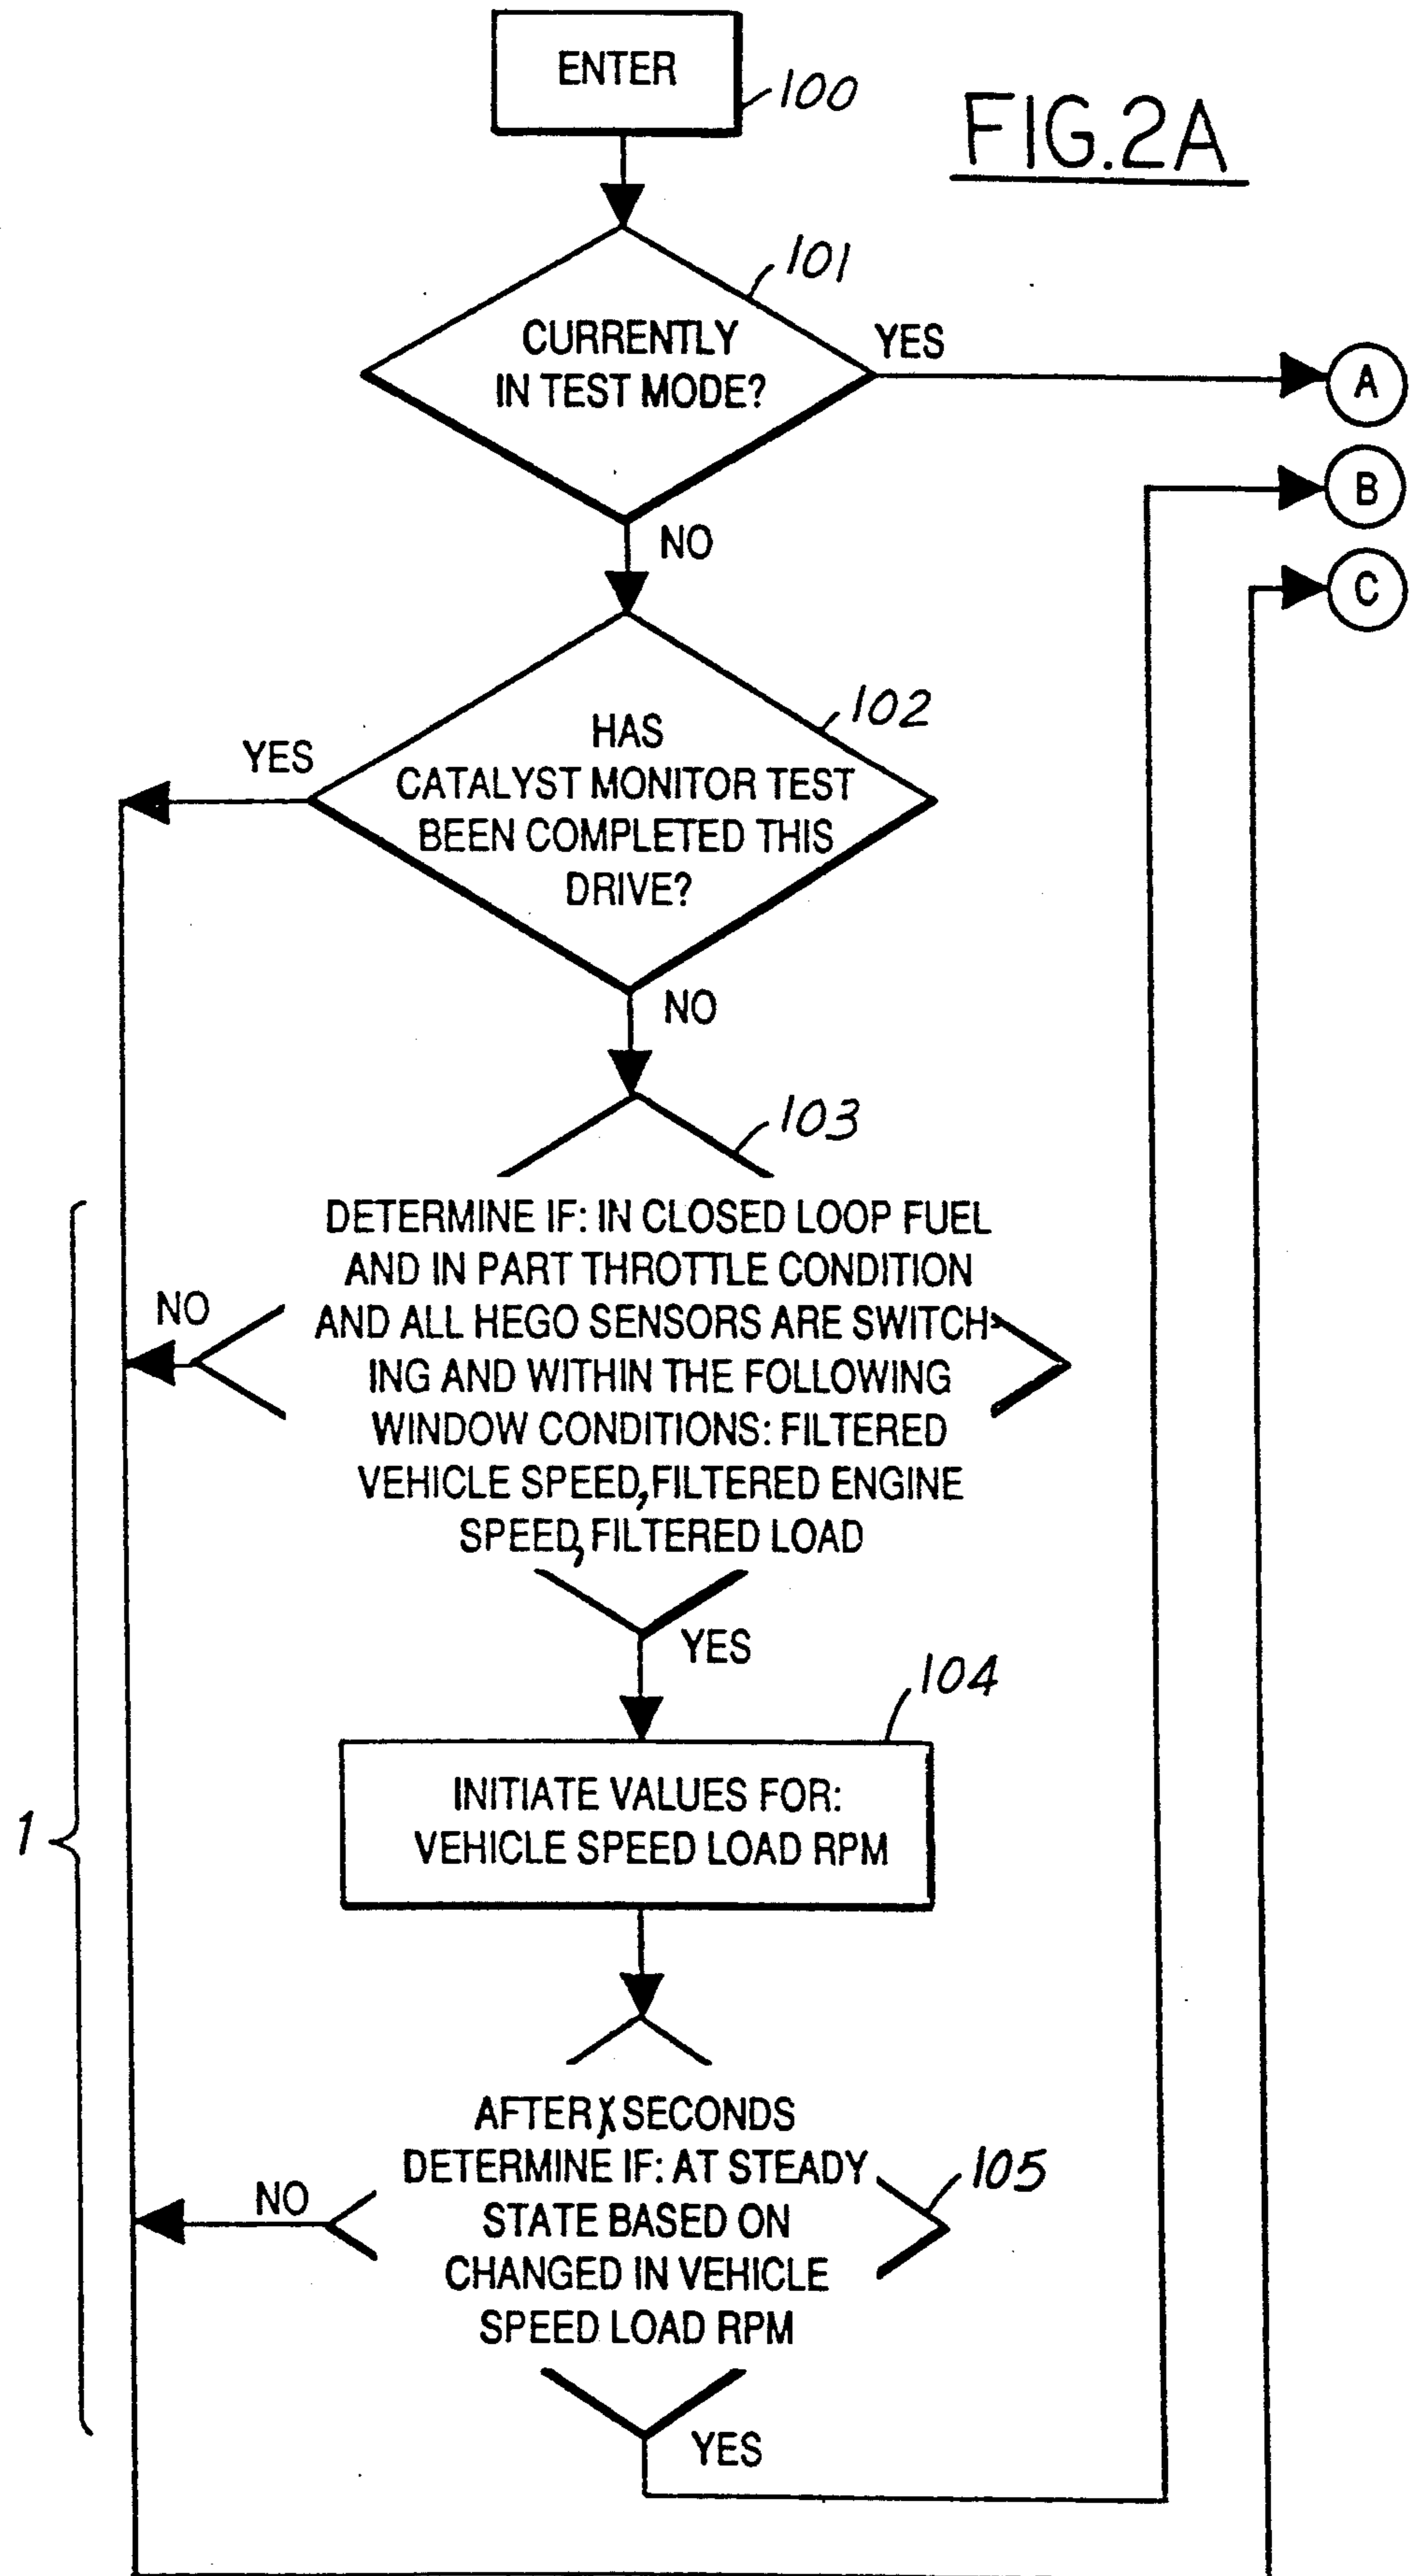 ENTER
100
FIG.2A
101
CURRENTLY
IN TEST MODE?
YES
A
B
NO
C
102
HAS
CATALYST MONITOR TEST
BEEN COMPLETED THIS
DRIVE?
YES
NO
103
DETERMINE IF: IN CLOSED LOOP FUEL
AND IN PART THROTTLE CONDITION
AND ALL HEGO SENSORS ARE SWITCH-
ING AND WITHIN THE FOLLOWING
WINDOW CONDITIONS: FILTERED
VEHICLE SPEED, FILTERED ENGINE
SPEED, FILTERED LOAD
NO
YES
104
INITIATE VALUES FOR:
VEHICLE SPEED LOAD RPM
1
AFTER X SECONDS
DETERMINE IF: AT STEADY
STATE BASED ON
CHANGED IN VEHICLE
SPEED LOAD RPM
105
NO
YES